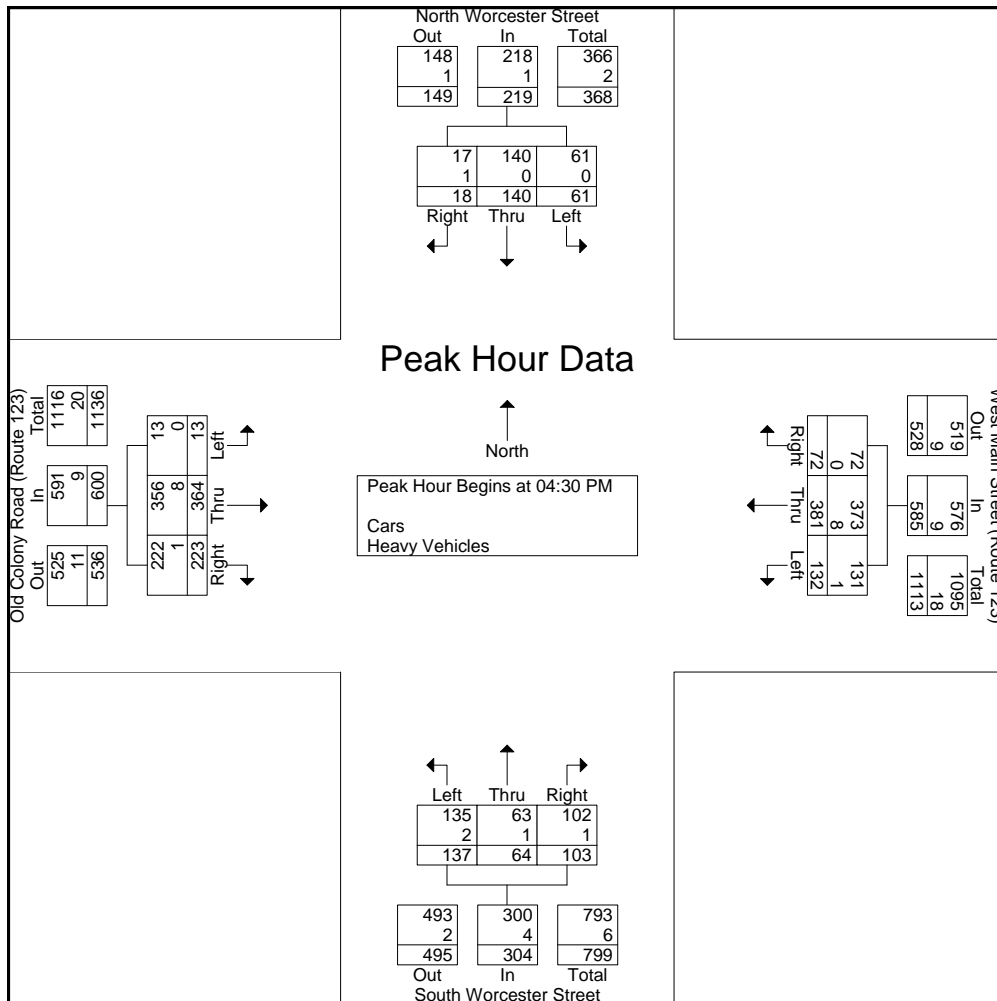 North Worcester Street
Out In Total
148 218 366
1 1 2
149 219 368
17 140 61
1 0 0
18 140 61
Right Thru Left
Peak Hour Data
North
Peak Hour Begins at 04:30 PM
Cars
Heavy Vehicles
Old Colony Road (Route 123)
Out In Total
525 591 1116
11 9 20
536 600 1136
222 356 13
1 8 0
223 364 13
Right Thru Left
West Main Street (Route 123)
Out In Total
519 576 1095
9 9 18
528 585 1113
72 373 131
0 8 1
72 381 132
Right Thru Left
Left Thru Right
135 63 102
2 1 1
137 64 103
493 300 793
2 4 6
495 304 799
Out In Total
South Worcester Street